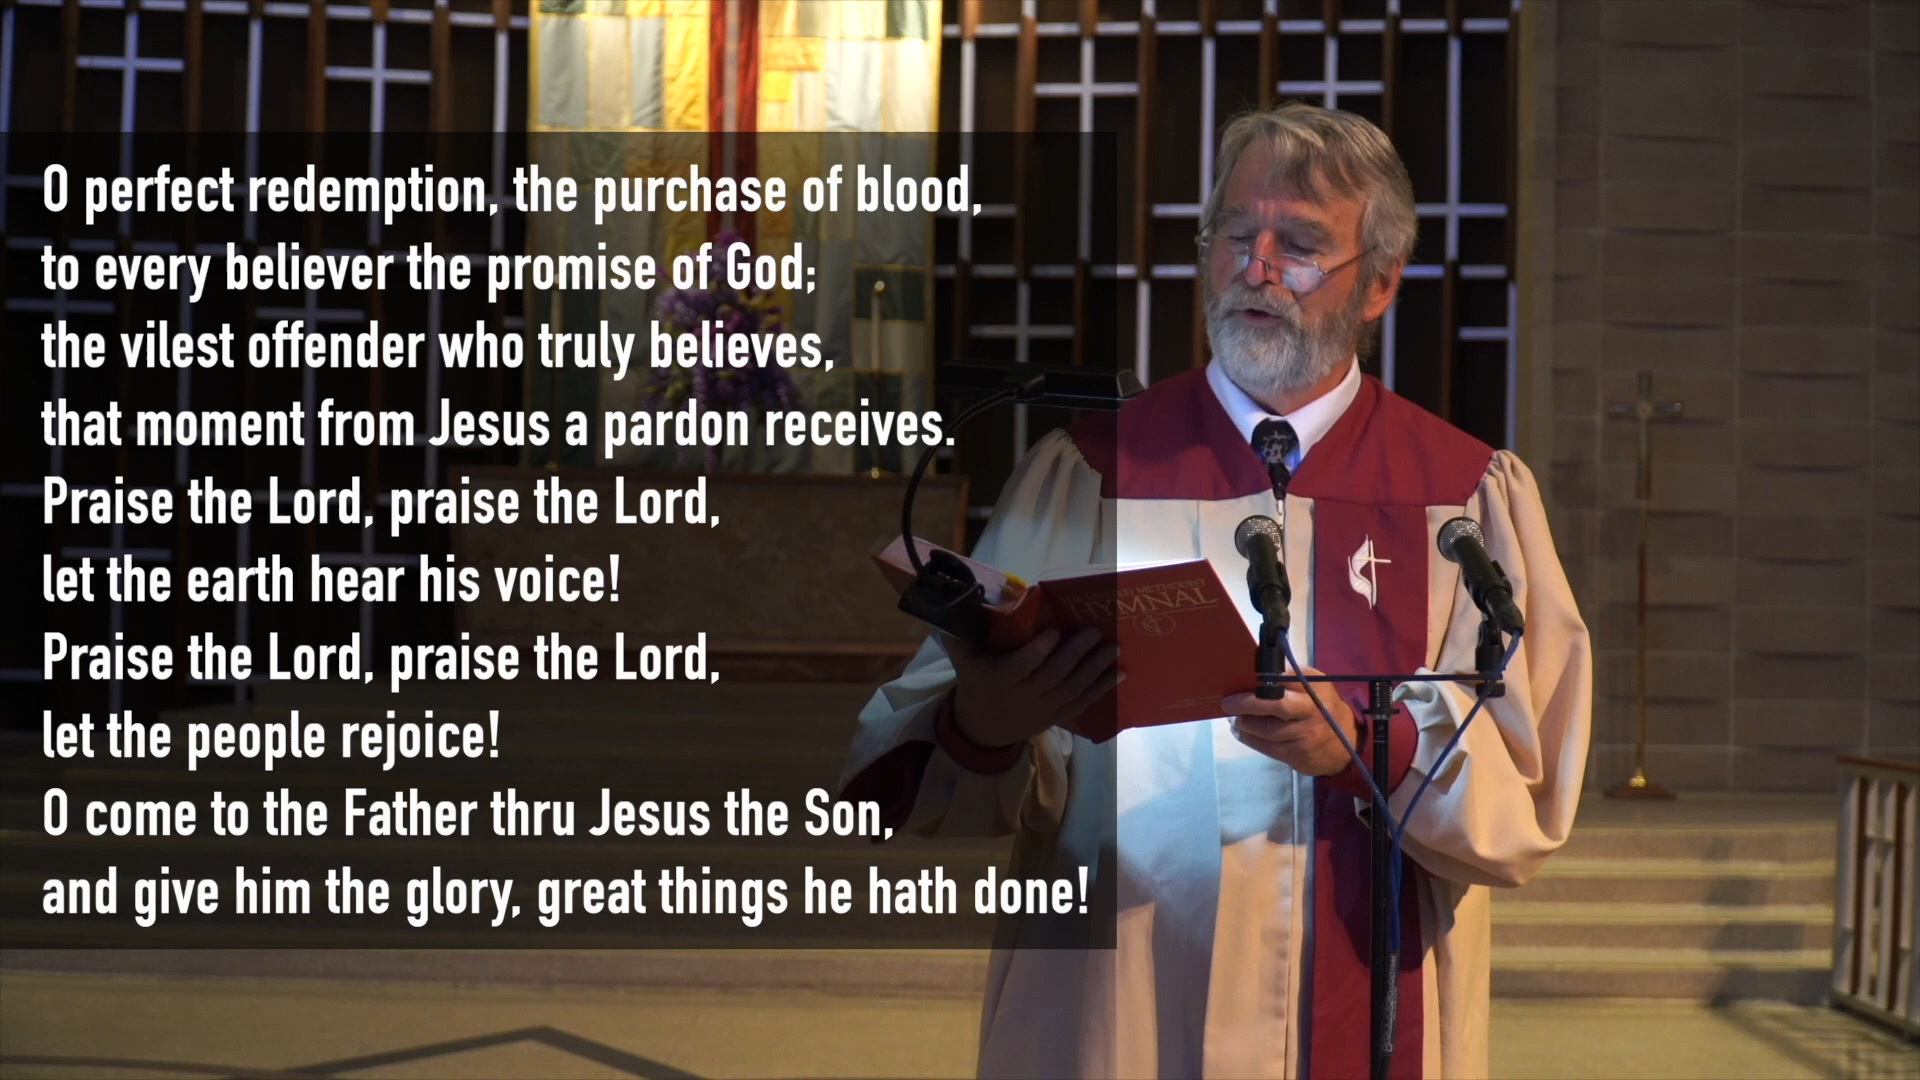 O perfect redemption, the purchase of blood,
to every believer the promise of God;
the vilest offender who truly believes,
that moment from Jesus a pardon receives.
Praise the Lord, praise the Lord,
let the earth hear his voice!
Praise the Lord, praise the Lord,
let the people rejoice!
O come to the Father thru Jesus the Son,
and give him the glory, great things he hath done!
UNITED METHODIST
HYMNAL